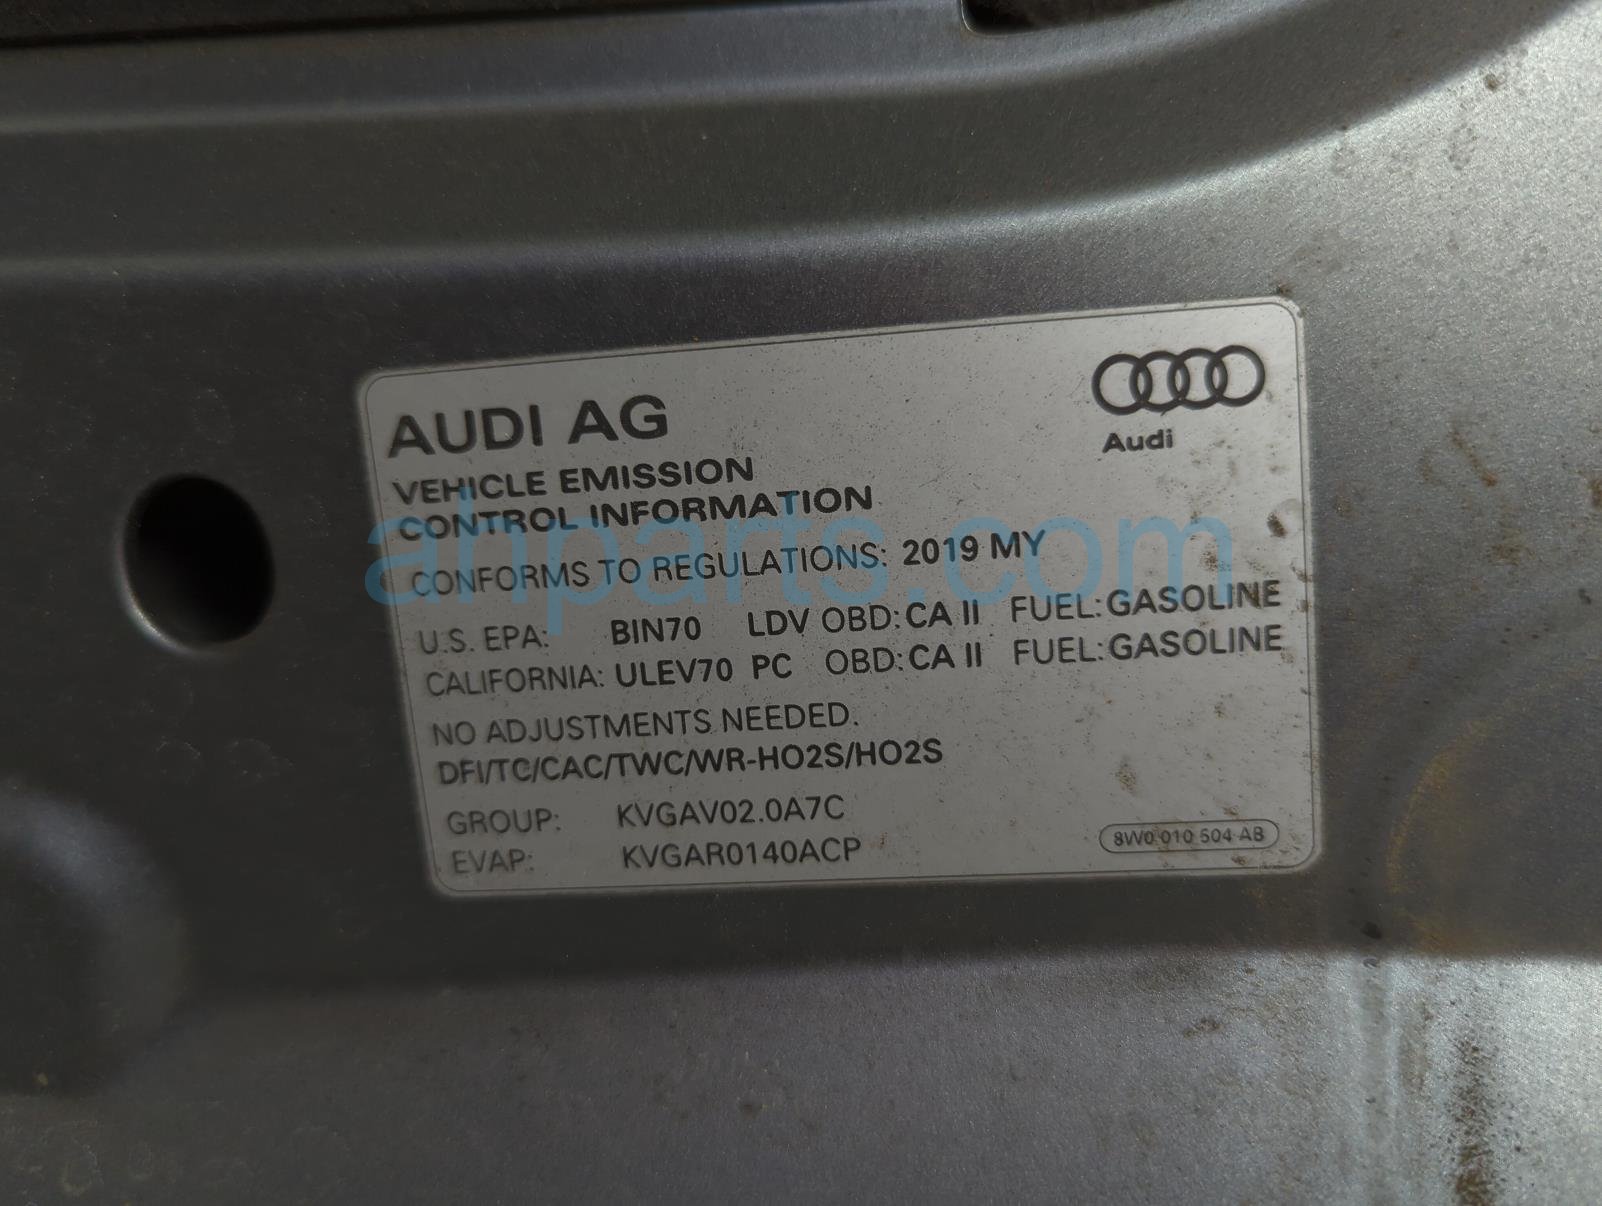 AUDI AG
Audi
VEHICLE EMISSION
CONTROL INFORMATION
ahparts.com
CONFORMS TO REGULATIONS: 2019 MY
U.S. EPA: BIN70 LDV OBD: CA II FUEL: GASOLINE
CALIFORNIA: ULEV70 PC OBD: CA II FUEL: GASOLINE
NO ADJUSTMENTS NEEDED.
DFI/TC/CAC/TWC/WR-HO2S/HO2S
GROUP: KVGAV02.0A7C
EVAP: KVGAR0140ACP
8W0 010 504 AB